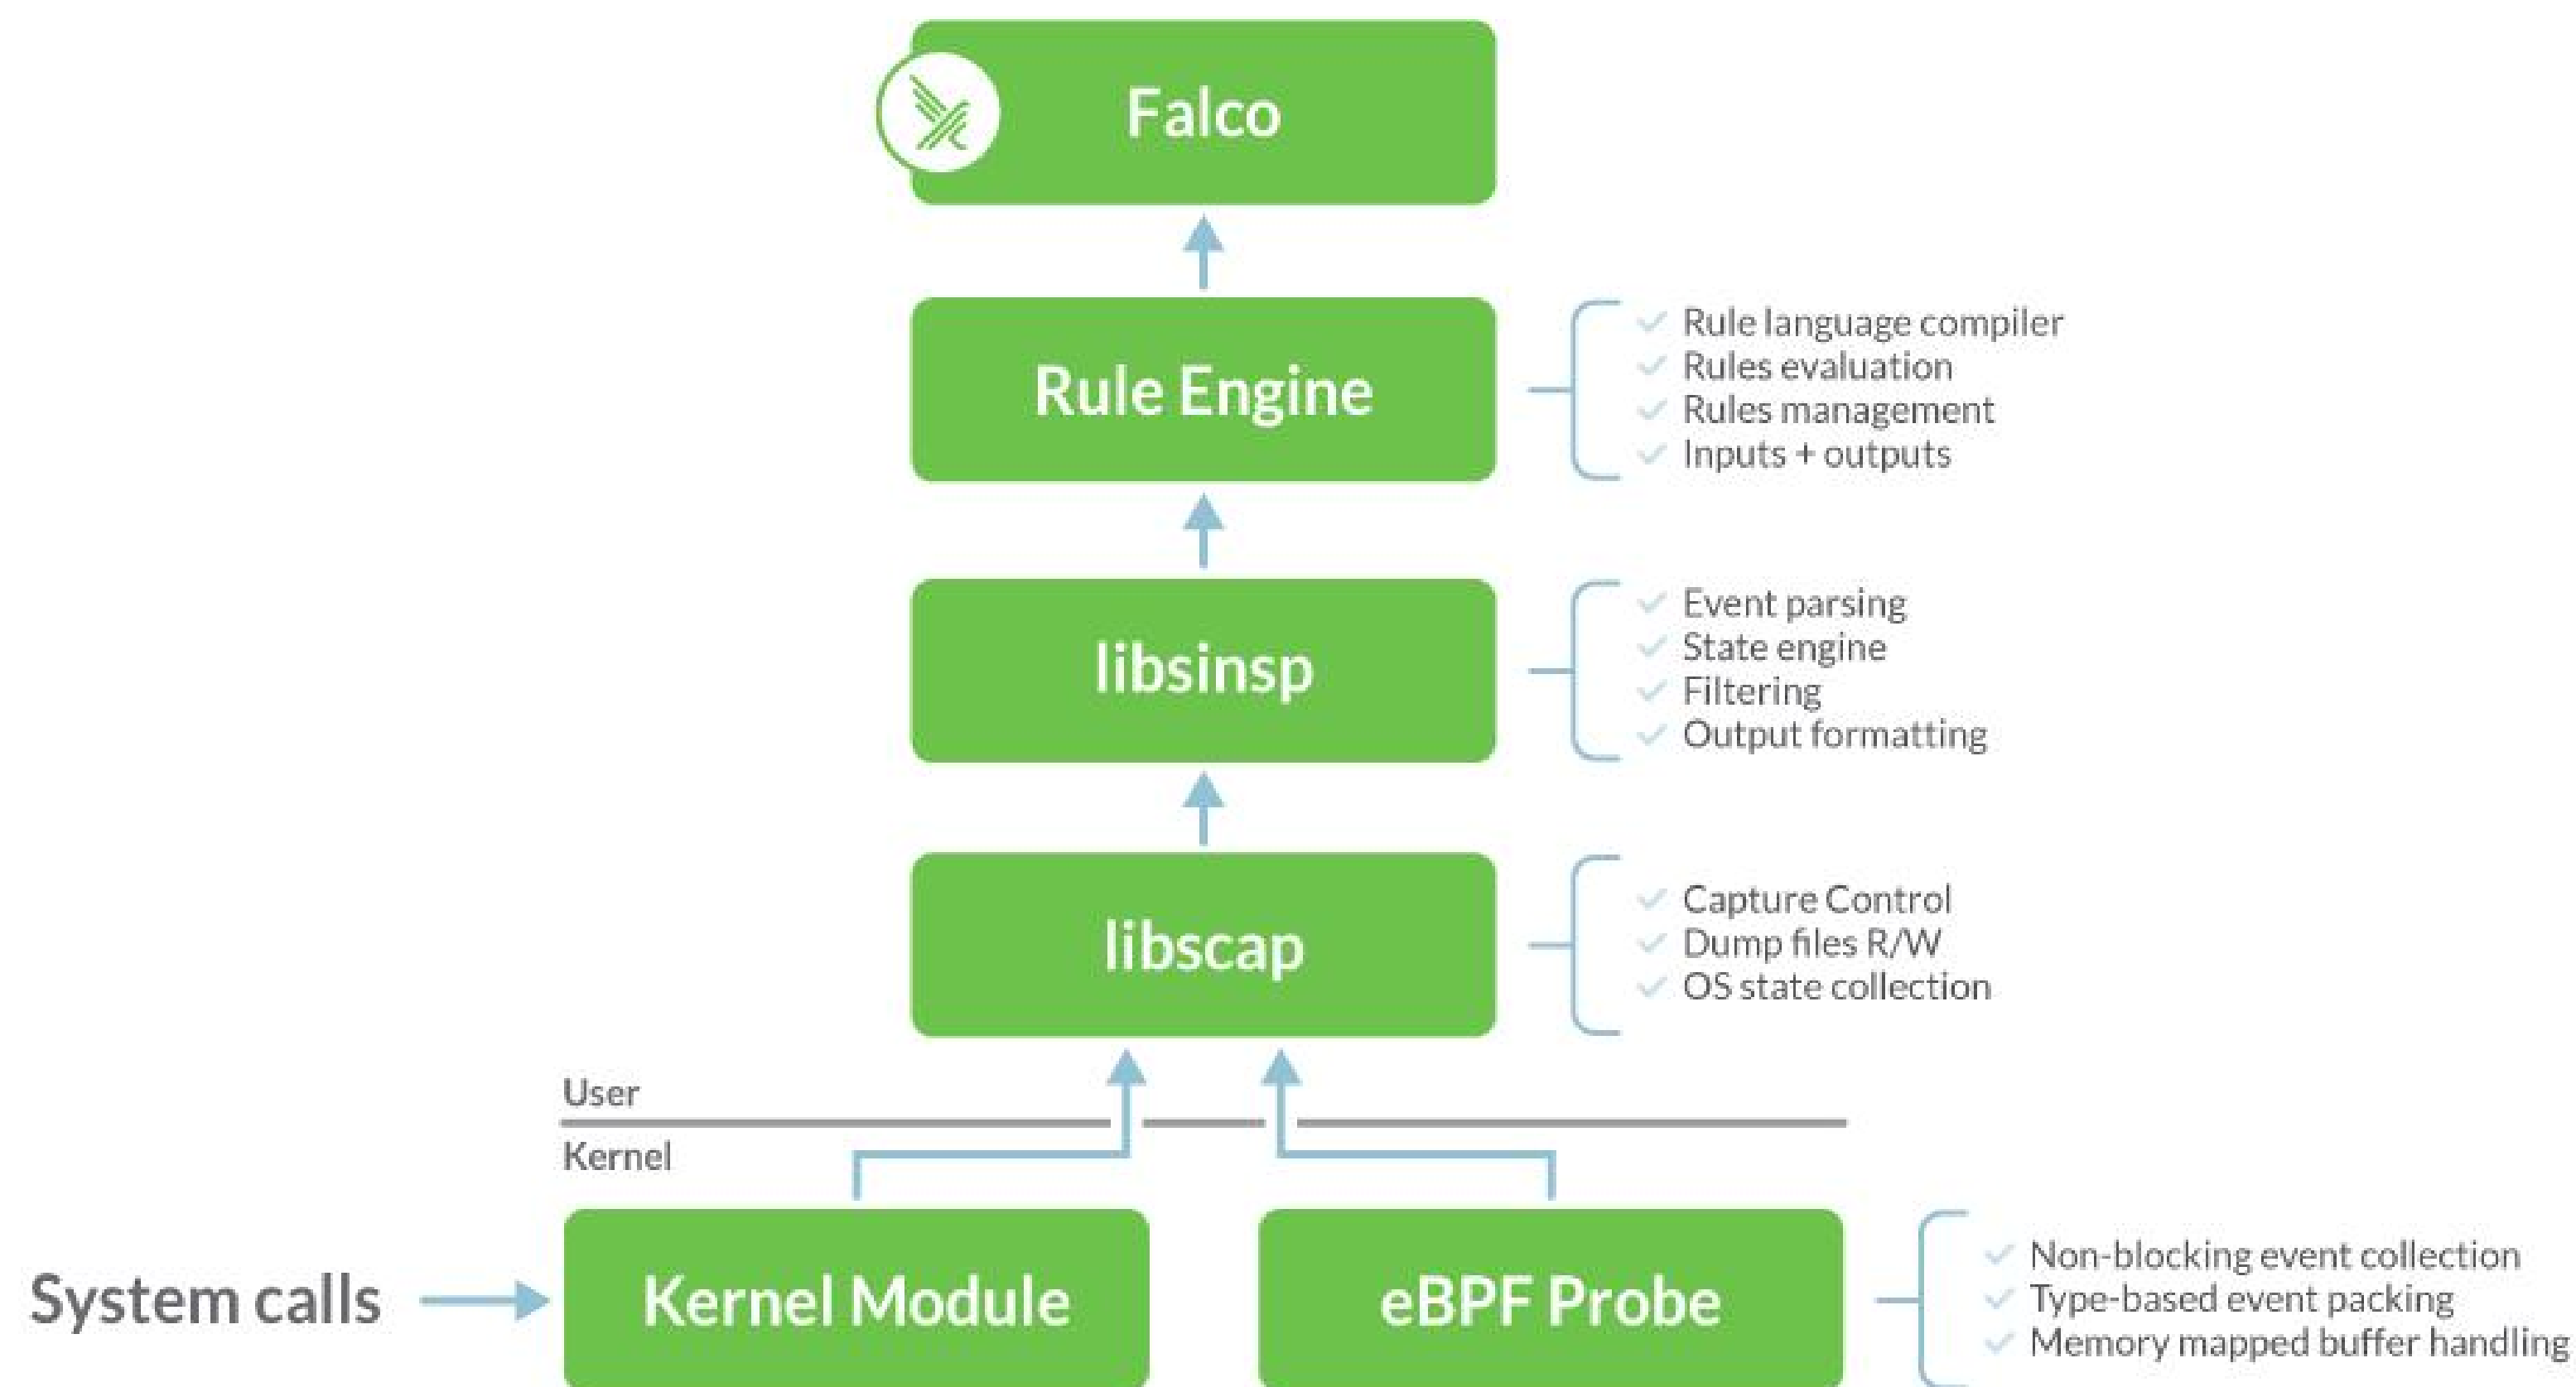 Falco
Rule Engine
Rule language compiler
Rules evaluation
Rules management
Inputs + outputs
libsinsp
Event parsing
State engine
Filtering
Output formatting
libscap
Capture Control
Dump files R/W
OS state collection
User
Kernel
System calls
Kernel Module
eBPF Probe
Non-blocking event collection
Type-based event packing
Memory mapped buffer handling